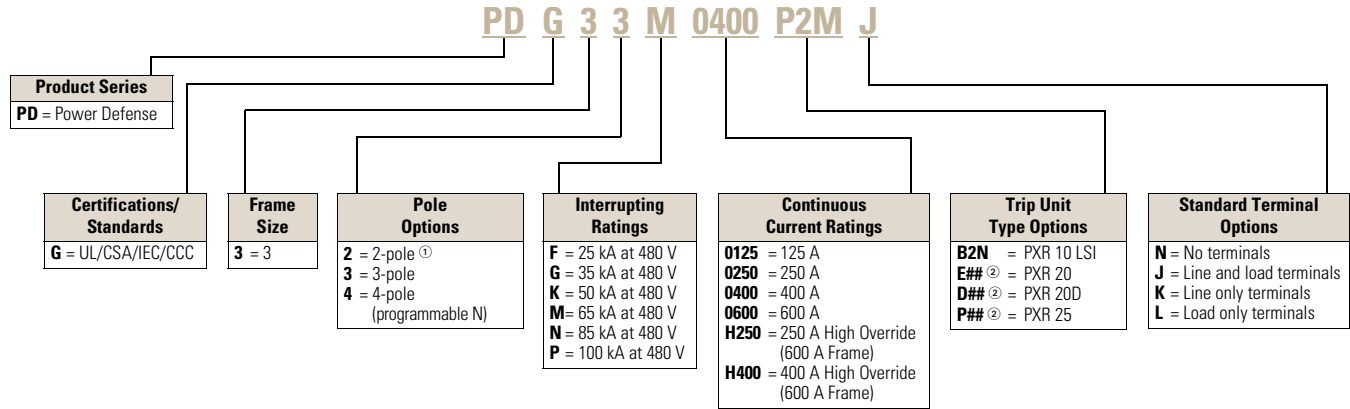 PD G 3 3 M 0400 P2M J
Product Series
PD = Power Defense
Certifications/
Standards
G = UL/CSA/IEC/CCC
Frame
Size
3 = 3
Pole
Options
2 = 2-pole ①
3 = 3-pole
4 = 4-pole
(programmable N)
Interrupting
Ratings
F = 25 kA at 480 V
G = 35 kA at 480 V
K = 50 kA at 480 V
M= 65 kA at 480 V
N = 85 kA at 480 V
P = 100 kA at 480 V
Continuous
Current Ratings
0125 = 125 A
0250 = 250 A
0400 = 400 A
0600 = 600 A
H250 = 250 A High Override
(600 A Frame)
H400 = 400 A High Override
(600 A Frame)
Trip Unit
Type Options
B2N = PXR 10 LSI
E## ② = PXR 20
D## ② = PXR 20D
P## ② = PXR 25
Standard Terminal
Options
N = No terminals
J = Line and load terminals
K = Line only terminals
L = Load only terminals